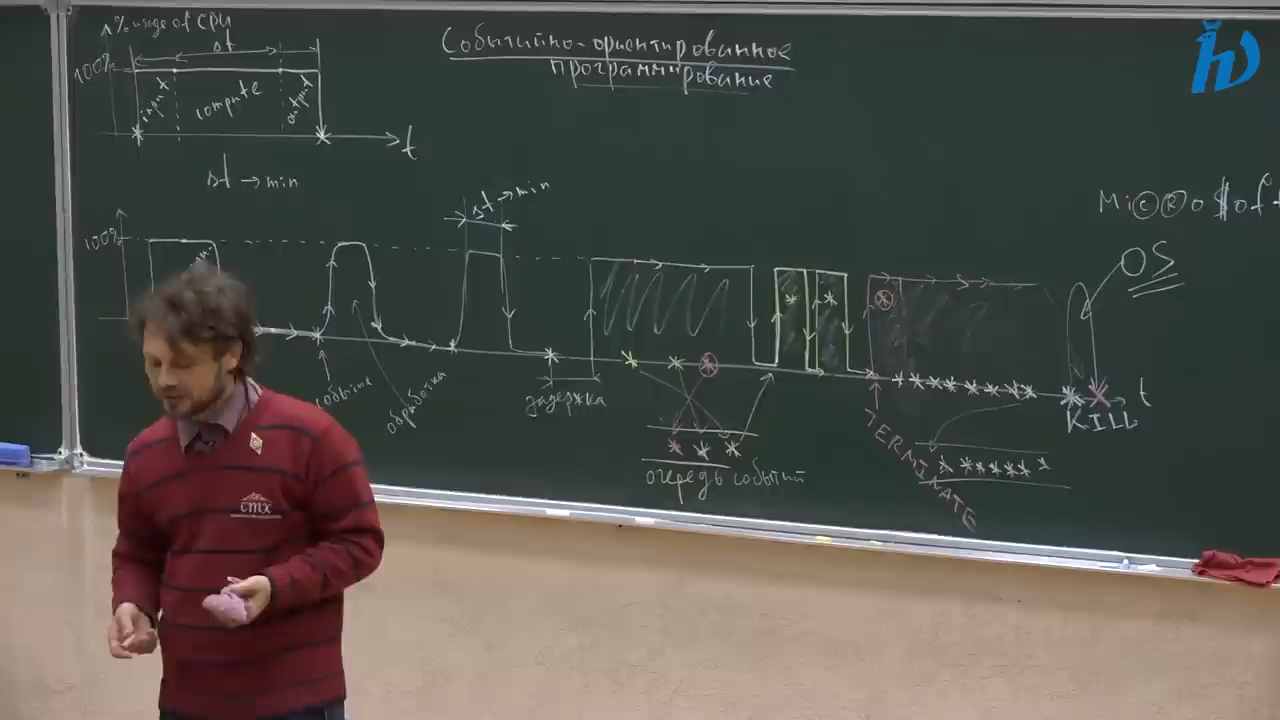 % usage of CPU
Событийно-ориентированное
программирование
Δt
100%
input
compute
output
t
Δt → min
Δt → min
Mi©®o$of
100%
OS
событие
обработка
задержка
t
KILL
TERMINATE
очередь событий
СТХ